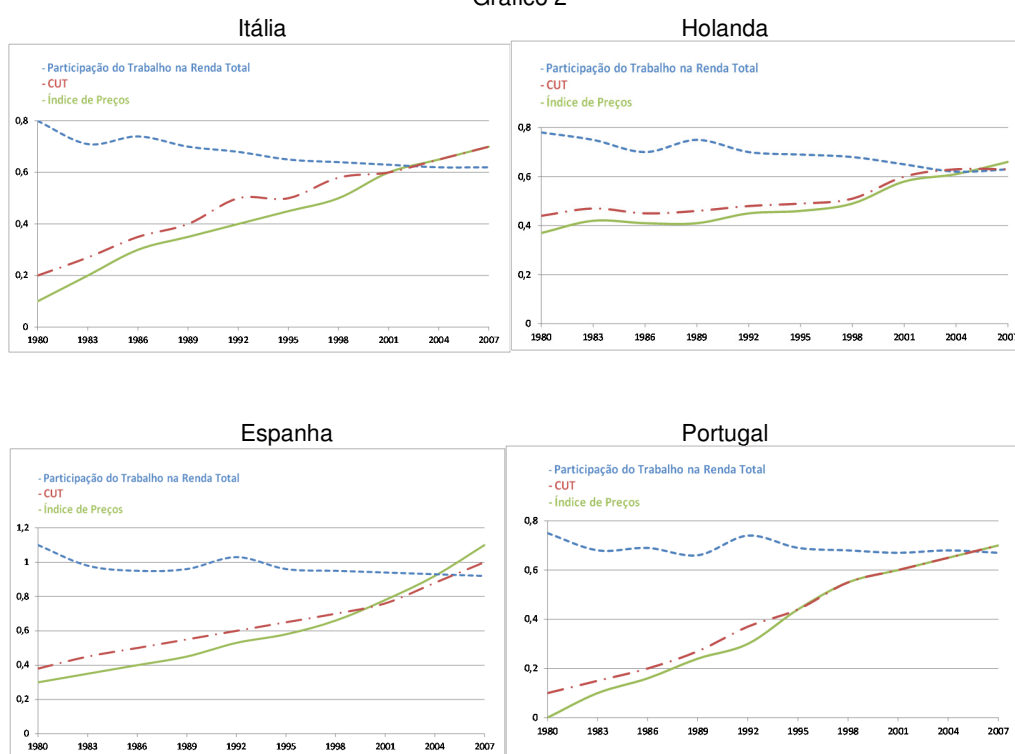 Gráfico 2
Itália
- Participação do Trabalho na Renda Total
- CUT
- Índice de Preços
0,8
0,6
0,4
0,2
0
1980 1983 1986 1989 1992 1995 1998 2001 2004 2007
Holanda
- Participação do Trabalho na Renda Total
- CUT
- Índice de Preços
0,8
0,6
0,4
0,2
0
1980 1983 1986 1989 1992 1995 1998 2001 2004 2007
Espanha
- Participação do Trabalho na Renda Total
- CUT
- Índice de Preços
1,2
1
0,8
0,6
0,4
0,2
0
1980 1983 1986 1989 1992 1995 1998 2001 2004 2007
Portugal
- Participação do Trabalho na Renda Total
- CUT
- Índice de Preços
0,8
0,6
0,4
0,2
0
1980 1983 1986 1989 1992 1995 1998 2001 2004 2007